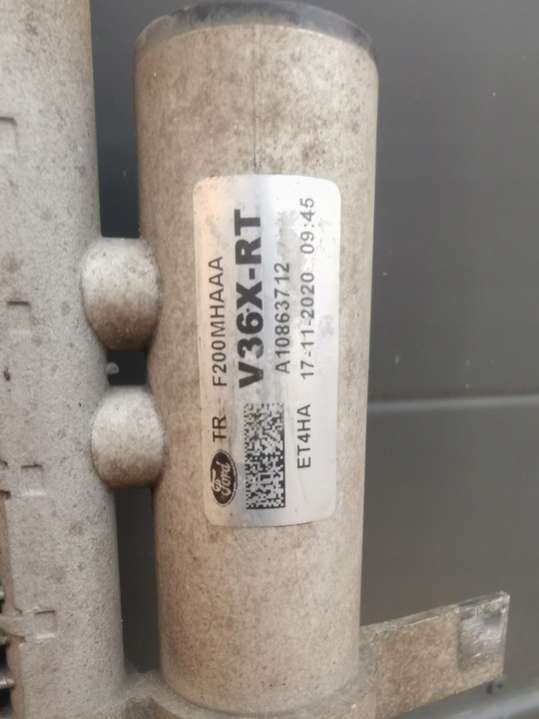 Ford TR F200MHAAA
V36X-RT
A10863712
ET4HA 17-11-2020 09:45